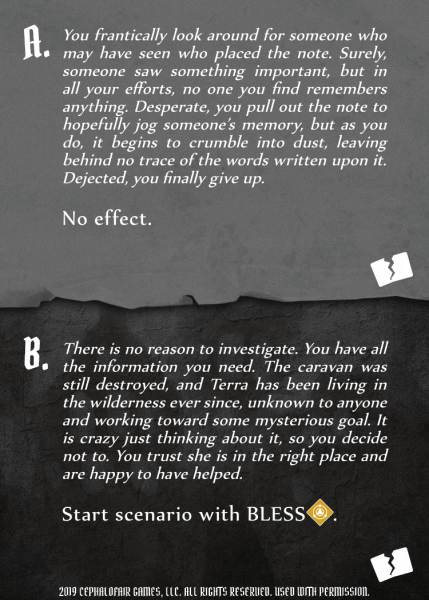 A.
You frantically look around for someone who
may have seen who placed the note. Surely,
someone saw something important, but in
all your efforts, no one you find remembers
anything. Desperate, you pull out the note to
hopefully jog someone's memory, but as you
do, it begins to crumble into dust, leaving
behind no trace of the words written upon it.
Dejected, you finally give up.
No effect.
B.
There is no reason to investigate. You have all
the information you need. The caravan was
still destroyed, and Terra has been living in
the wilderness ever since, unknown to anyone
and working toward some mysterious goal. It
is crazy just thinking about it, so you decide
not to. You trust she is in the right place and
are happy to have helped.
Start scenario with BLESS.
2019 CEPHALOFAIR GAMES, LLC. ALL RIGHTS RESERVED. USED WITH PERMISSION.